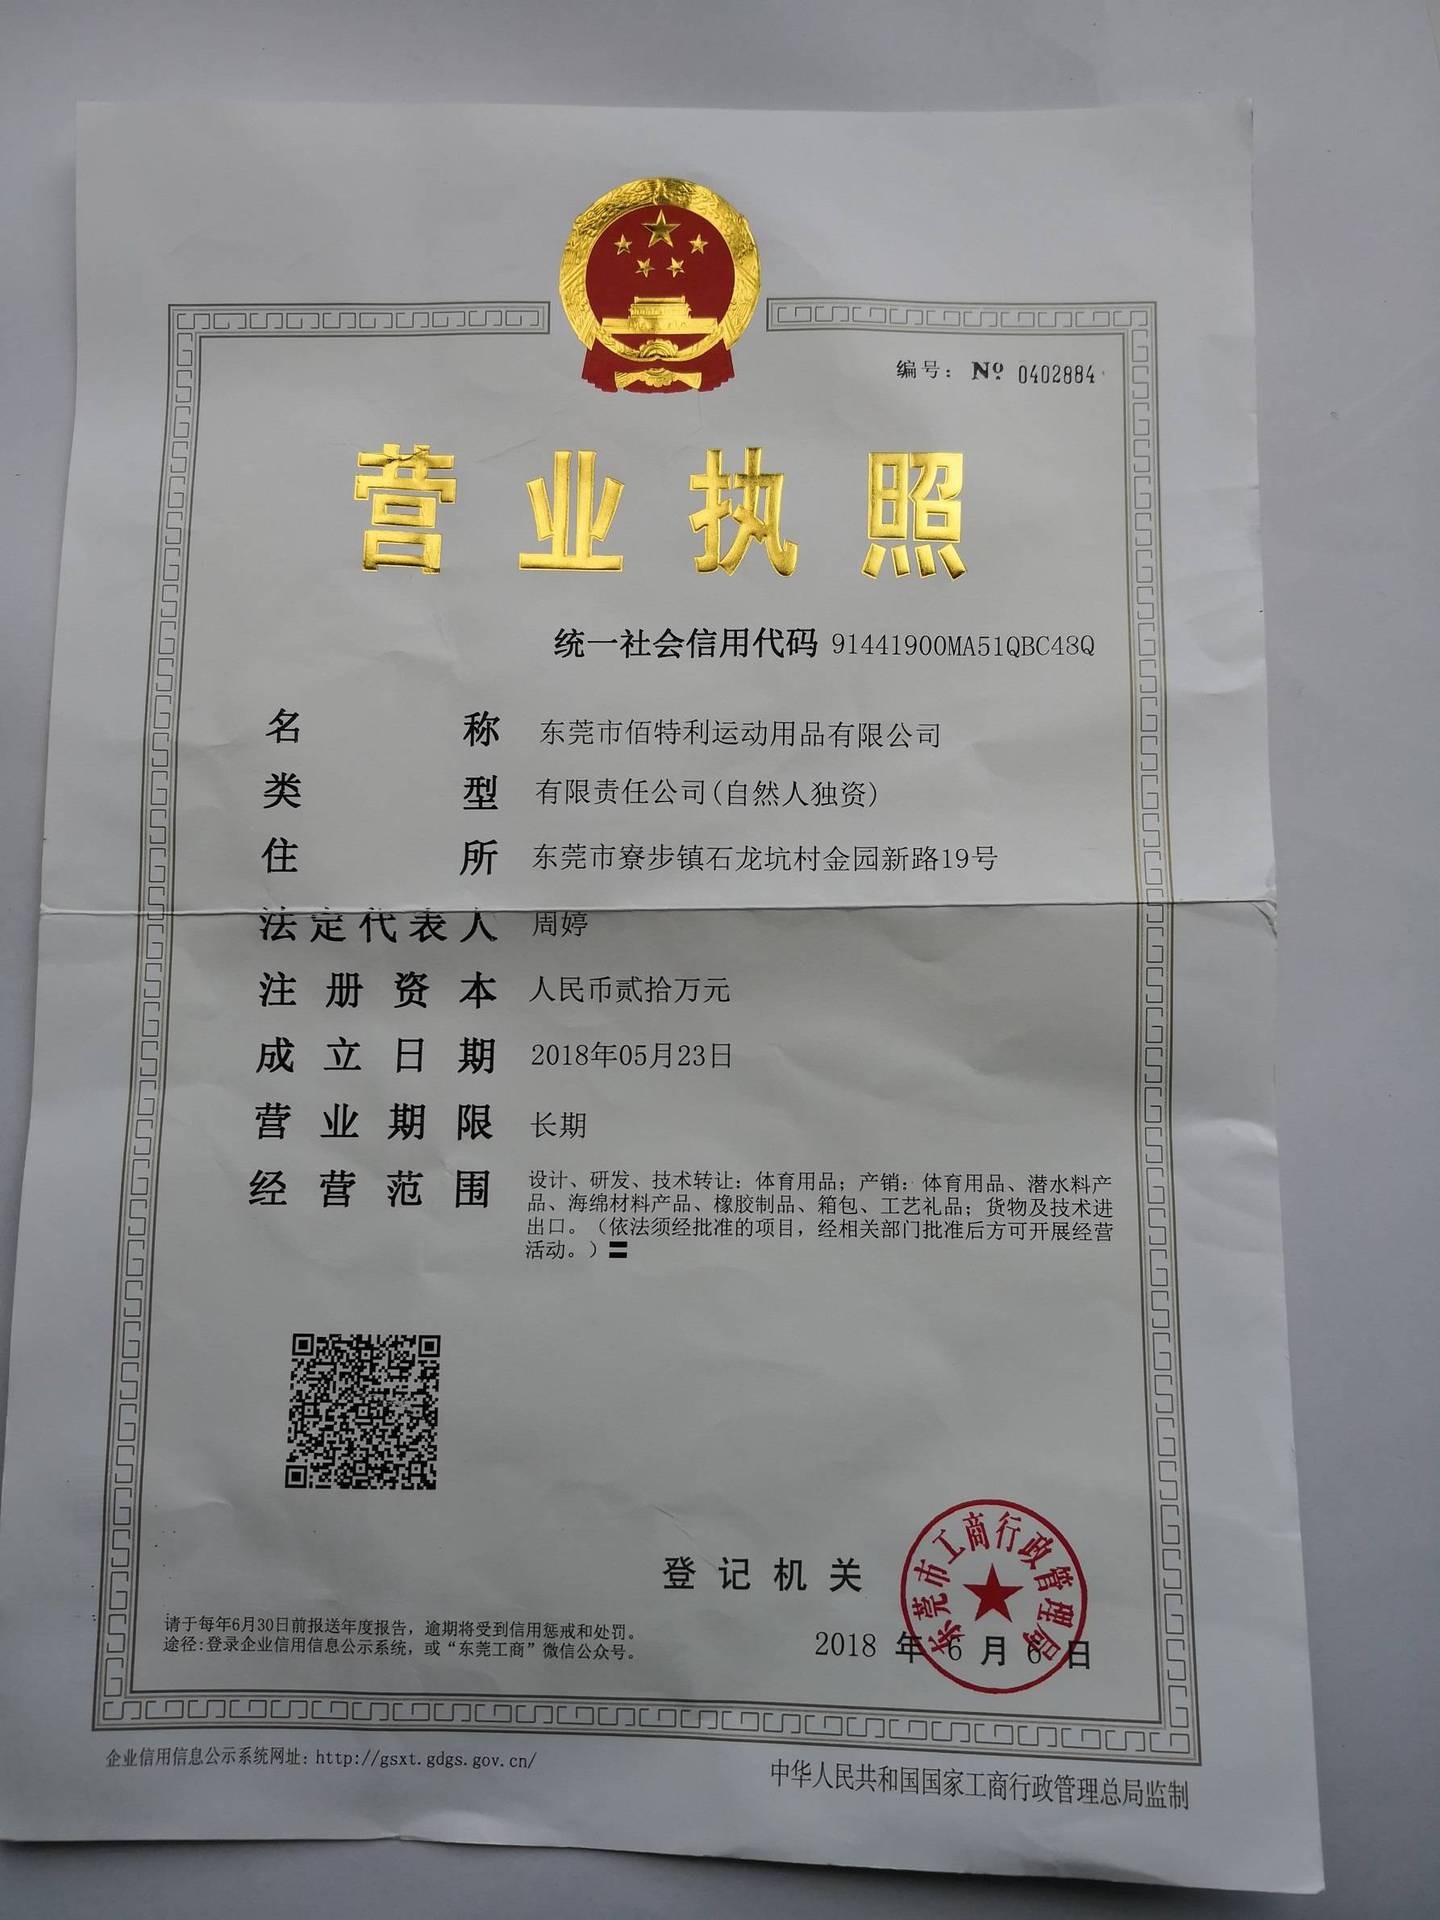 编号： № 0402884
营业执照
统一社会信用代码 91441900MA51QBC48Q
名称 东莞市佰特利运动用品有限公司
类型 有限责任公司(自然人独资)
住所 东莞市寮步镇石龙坑村金园新路19号
法定代表人 周婷
注册资本 人民币贰拾万元
成立日期 2018年05月23日
营业期限 长期
经营范围 设计、研发、技术转让：体育用品；产销：体育用品、潜水料产
品、海绵材料产品、橡胶制品、箱包、工艺礼品；货物及技术进
出口。（依法须经批准的项目，经相关部门批准后方可开展经营
活动。）〓
东莞市工商行政管理局
登记机关
2018 年 6 月 6 日
请于每年6月30日前报送年度报告，逾期将受到信用惩戒和处罚。
途径:登录企业信用信息公示系统，或“东莞工商”微信公众号。
企业信用信息公示系统网址：http://gsxt.gdgs.gov.cn/
中华人民共和国国家工商行政管理总局监制